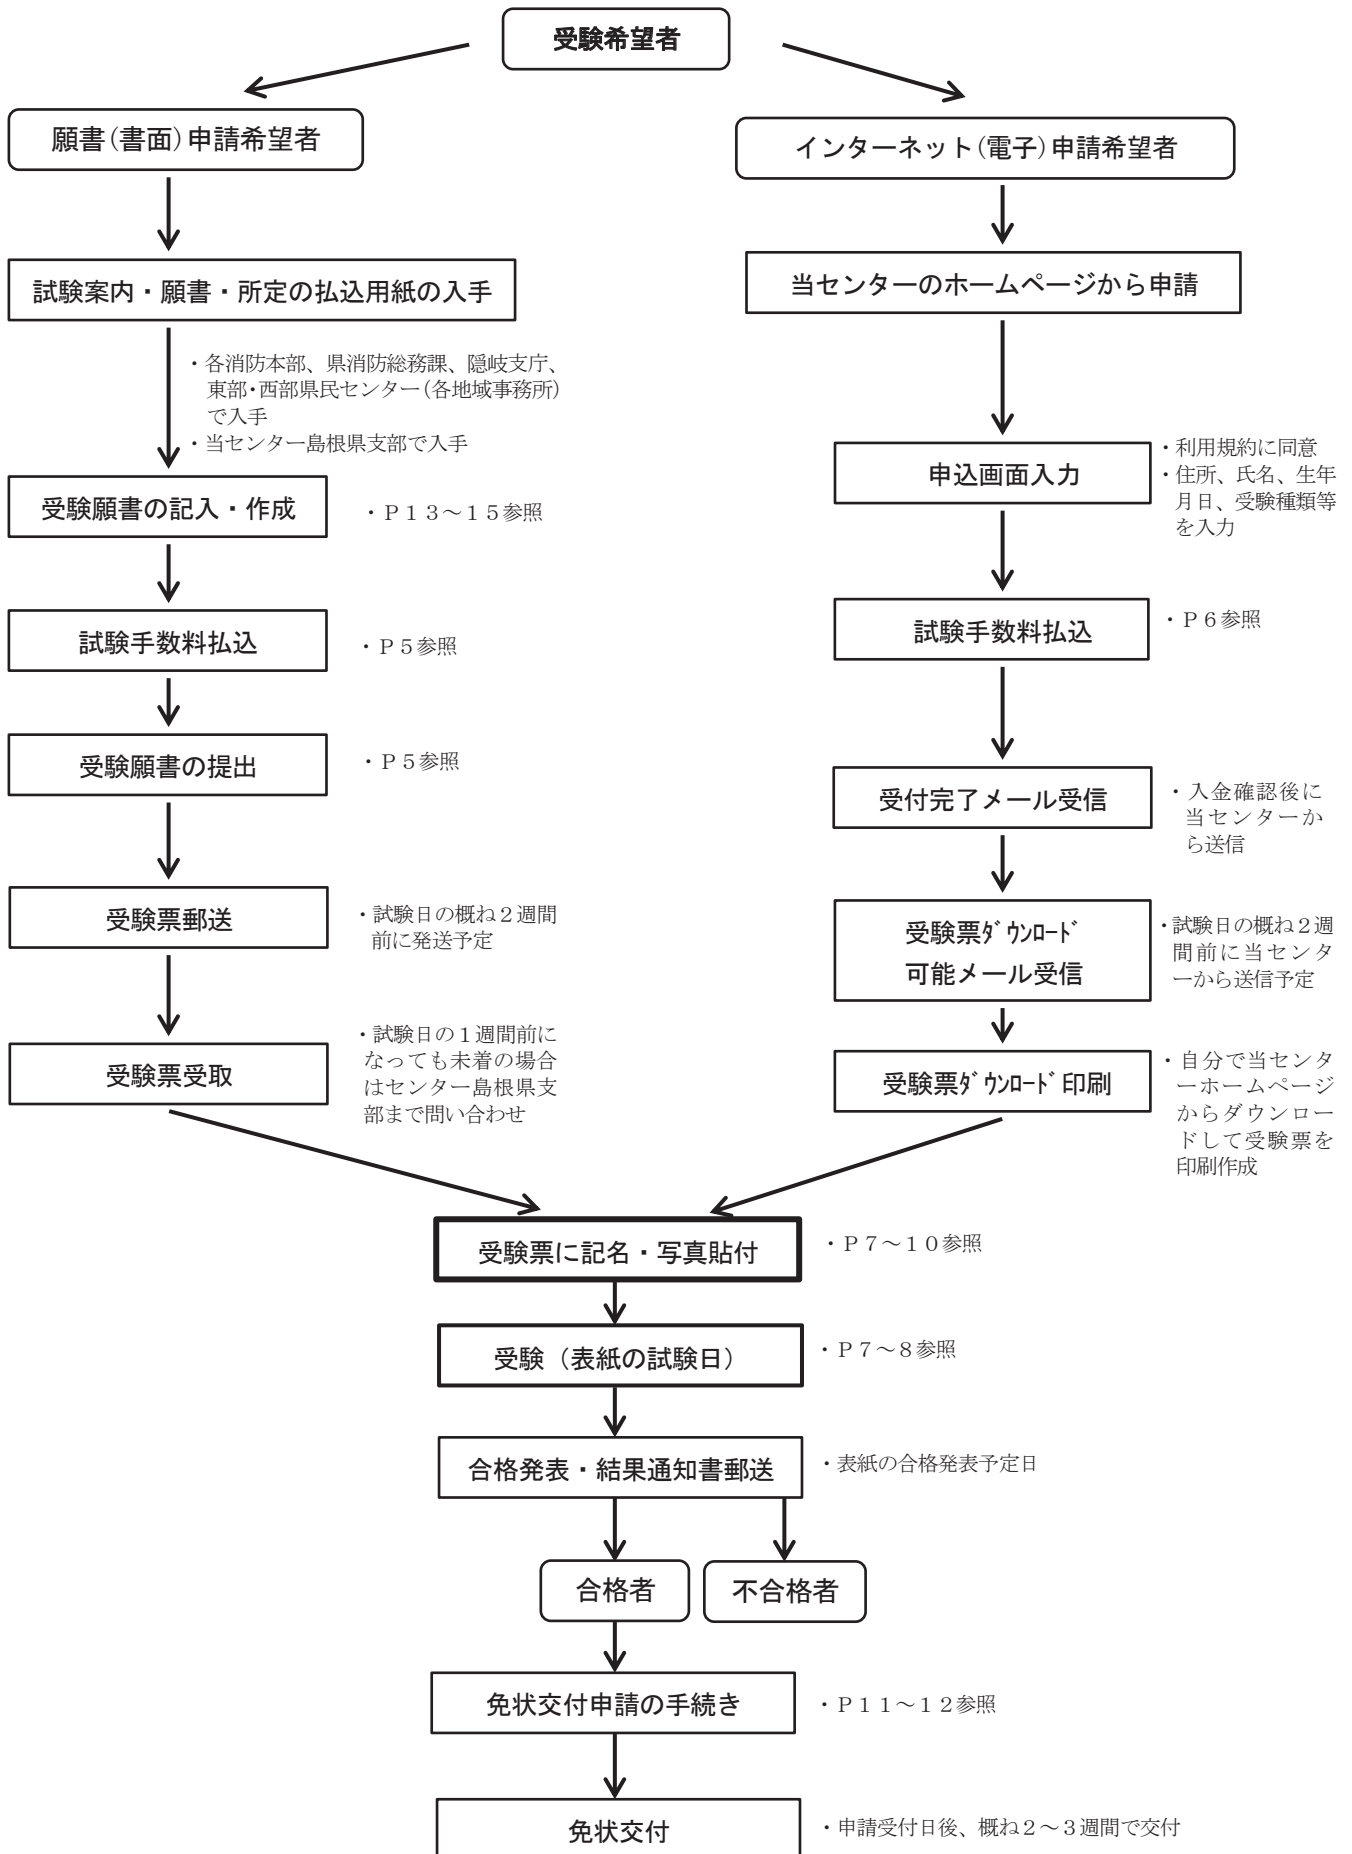 受験希望者
願書(書面)申請希望者
試験案内・願書・所定の払込用紙の入手
・各消防本部、県消防総務課、隠岐支庁、
東部・西部県民センター(各地域事務所)
で入手
・当センター島根県支部で入手
受験願書の記入・作成
・P13～15参照
試験手数料払込
・P5参照
受験願書の提出
・P5参照
受験票郵送
・試験日の概ね2週間
前に発送予定
受験票受取
・試験日の1週間前に
なっても未着の場合
はセンター島根県支
部まで問い合わせ
インターネット(電子)申請希望者
当センターのホームページから申請
申込画面入力
・利用規約に同意
・住所、氏名、生年
月日、受験種類等
を入力
試験手数料払込
・P6参照
受付完了メール受信
・入金確認後に
当センターか
ら送信
受験票ﾀﾞｳﾝﾛｰﾄﾞ
可能メール受信
・試験日の概ね2週
間前に当センタ
ーから送信予定
受験票ﾀﾞｳﾝﾛｰﾄﾞ印刷
・自分で当センタ
ーホームページ
からダウンロー
ドして受験票を
印刷作成
受験票に記名・写真貼付
・P7～10参照
受験（表紙の試験日）
・P7～8参照
合格発表・結果通知書郵送
・表紙の合格発表予定日
合格者
不合格者
免状交付申請の手続き
・P11～12参照
免状交付
・申請受付日後、概ね2～3週間で交付